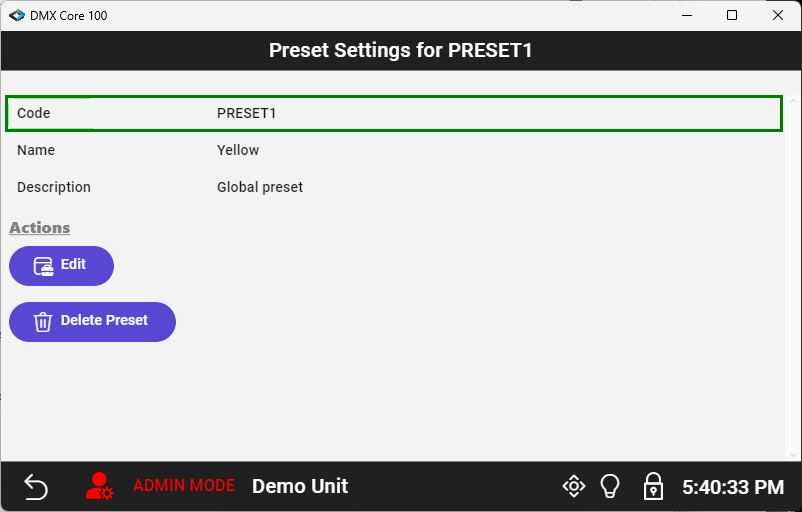 DMX Core 100
Preset Settings for PRESET1
Code PRESET1
Name Yellow
Description Global preset
Actions
Edit
Delete Preset
ADMIN MODE Demo Unit 5:40:33 PM